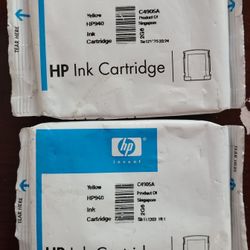 Yellow
C4905A
HP940
Product Of
Singapore
Ink
Cartridge
TEAR HERE
HP Ink Cartridge
hp
invent
Yellow
C4905A
HP940
Product Of
Singapore
Ink
Cartridge
TEAR HERE
HP Ink Cartridge